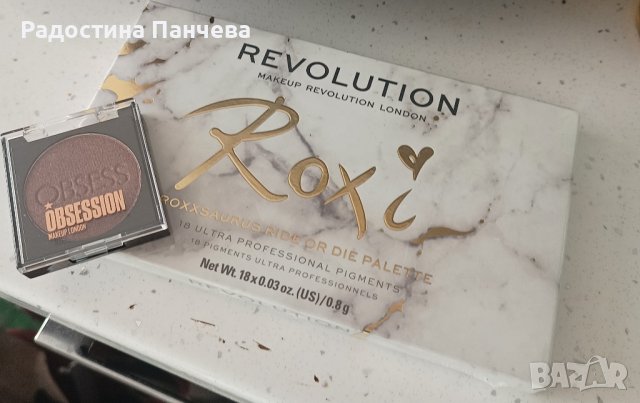 Радостина Панчева
REVOLUTION
MAKEUP REVOLUTION LONDON
Roxi
ROXXSAURUS RIDE OR DIE PALETTE
18 ULTRA PROFESSIONAL PIGMENTS
18 PIGMENTS ULTRA PROFESSIONNELS
Net Wt. 18 x 0.03 oz. (US) / 0.8 g
REVOLUTION
OBSESS
OBSESSION
MAKEUP LONDON
BAZAR
bg